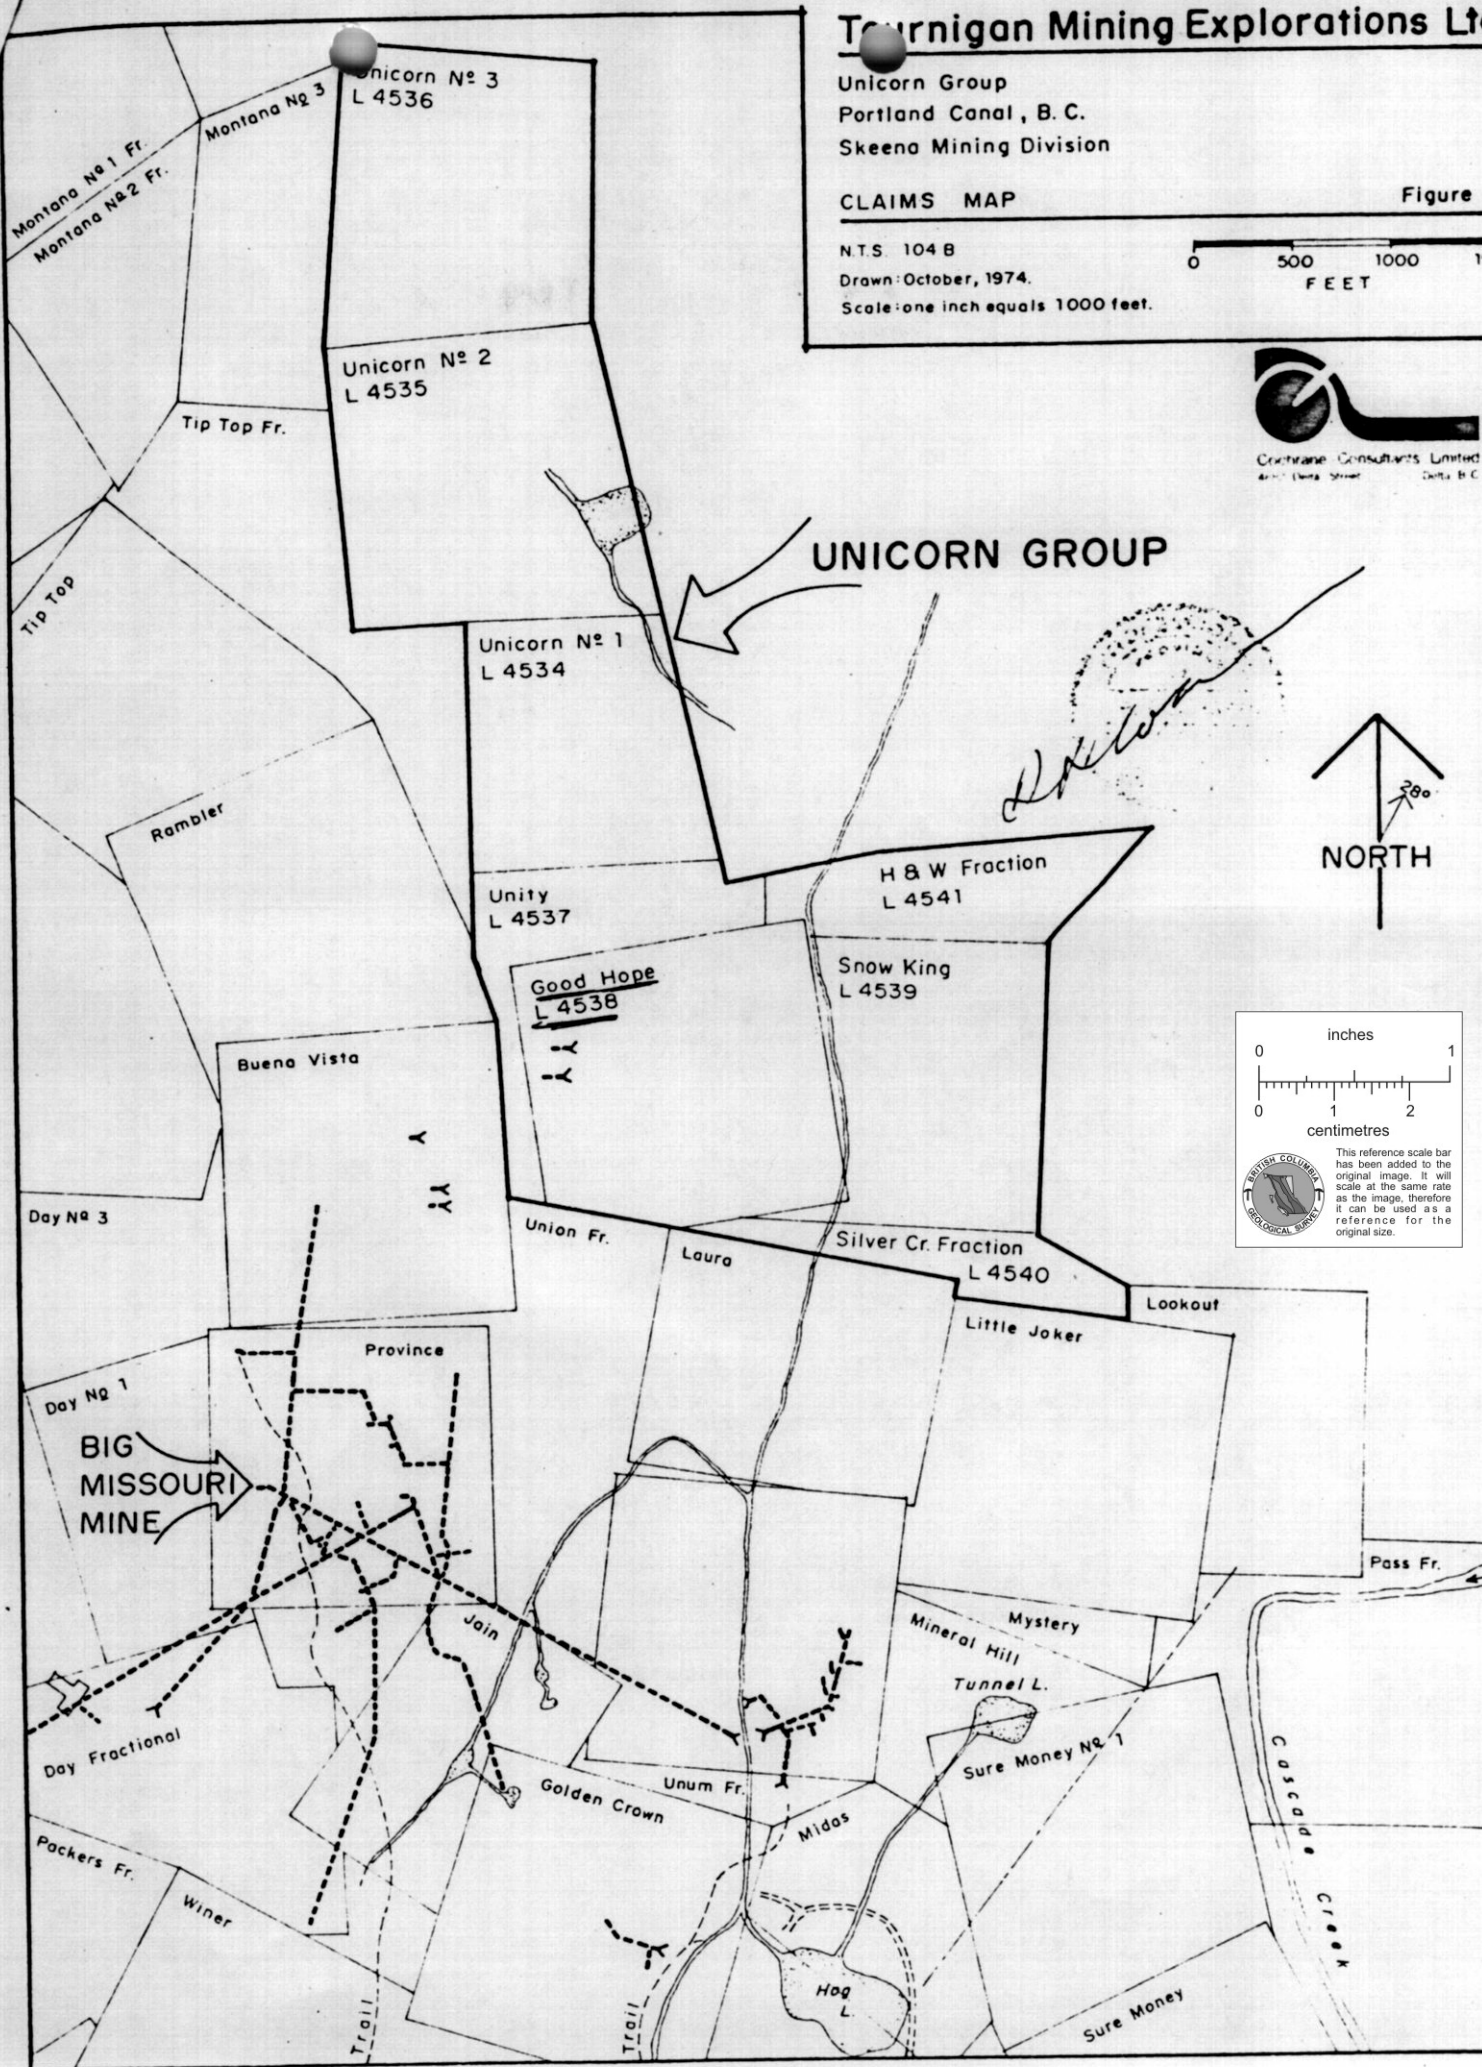 Tournigan Mining Explorations Lt
Unicorn Group
Portland Canal, B. C.
Skeena Mining Division
CLAIMS MAP
Figure
N.T.S. 104 B
Drawn: October, 1974.
Scale: one inch equals 1000 feet.
0 500 1000 1
FEET
Cochrane Consultants Limited
Delta Street Delta B C
Unicorn Nº 3
L 4536
Montana Nº 3
Montana Nº 1 Fr.
Montana Nº 2 Fr.
Unicorn Nº 2
L 4535
Tip Top Fr.
UNICORN GROUP
Tip Top
Unicorn Nº 1
L 4534
28°
NORTH
Rambler
H & W Fraction
L 4541
Unity
L 4537
Good Hope
L 4538
Snow King
L 4539
Buena Vista
inches
0 1
0 1 2
centimetres
BRITISH COLUMBIA
GEOLOGICAL SURVEY
This reference scale bar
has been added to the
original image. It will
scale at the same rate
as the image, therefore
it can be used as a
reference for the
original size.
Day Nº 3
Union Fr.
Laura
Silver Cr. Fraction
L 4540
Lookout
Little Joker
Province
Day Nº 1
BIG
MISSOURI
MINE
Pass Fr.
Jain
Mystery
Mineral Hill
Tunnel L.
Sure Money Nº 1
Day Fractional
Unum Fr.
Golden Crown
Midas
Cascade Creek
Packers Fr.
Winer
Hog
L.
Sure Money
Trail
Trail